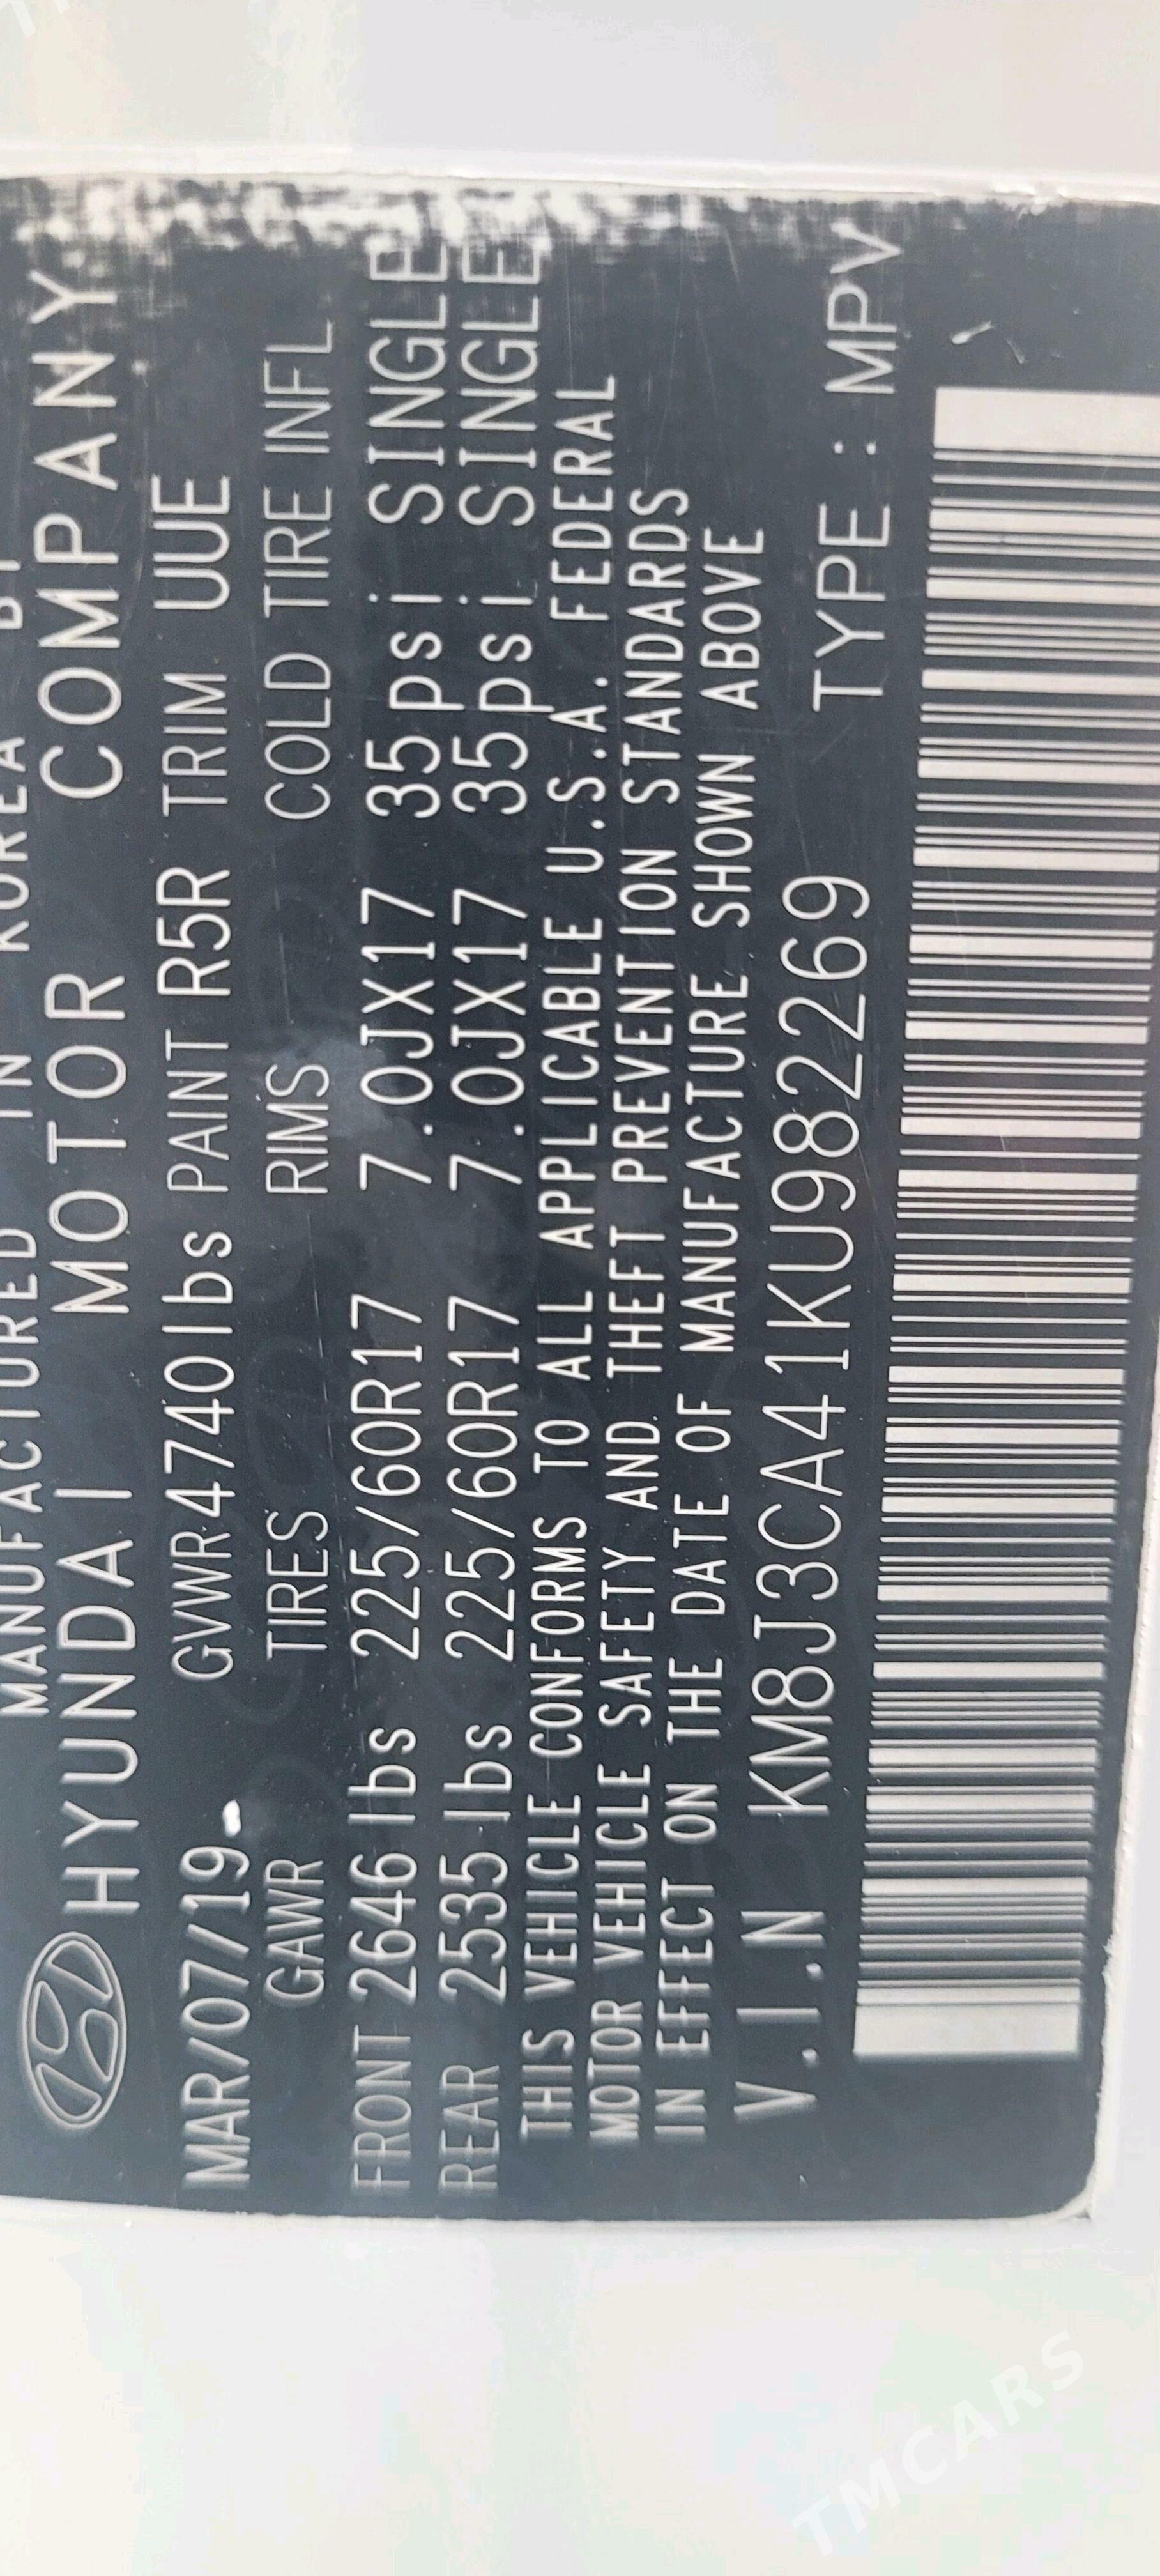 MANUFACTURED IN KOREA BY
HYUNDAI MOTOR COMPANY
MAR/07/19 GVWR 4740lbs PAINT R5R TRIM UUE
GAWR TIRES RIMS COLD TIRE INFL
FRONT 2646 lbs 225/60R17 7.0JX17 35psi SINGLE
REAR 2535 lbs 225/60R17 7.0JX17 35psi SINGLE
THIS VEHICLE CONFORMS TO ALL APPLICABLE U.S.A. FEDERAL
MOTOR VEHICLE SAFETY AND THEFT PREVENTION STANDARDS
IN EFFECT ON THE DATE OF MANUFACTURE SHOWN ABOVE
V.I.N KM8J3CA41KU982269 TYPE : MPV
TMCARS